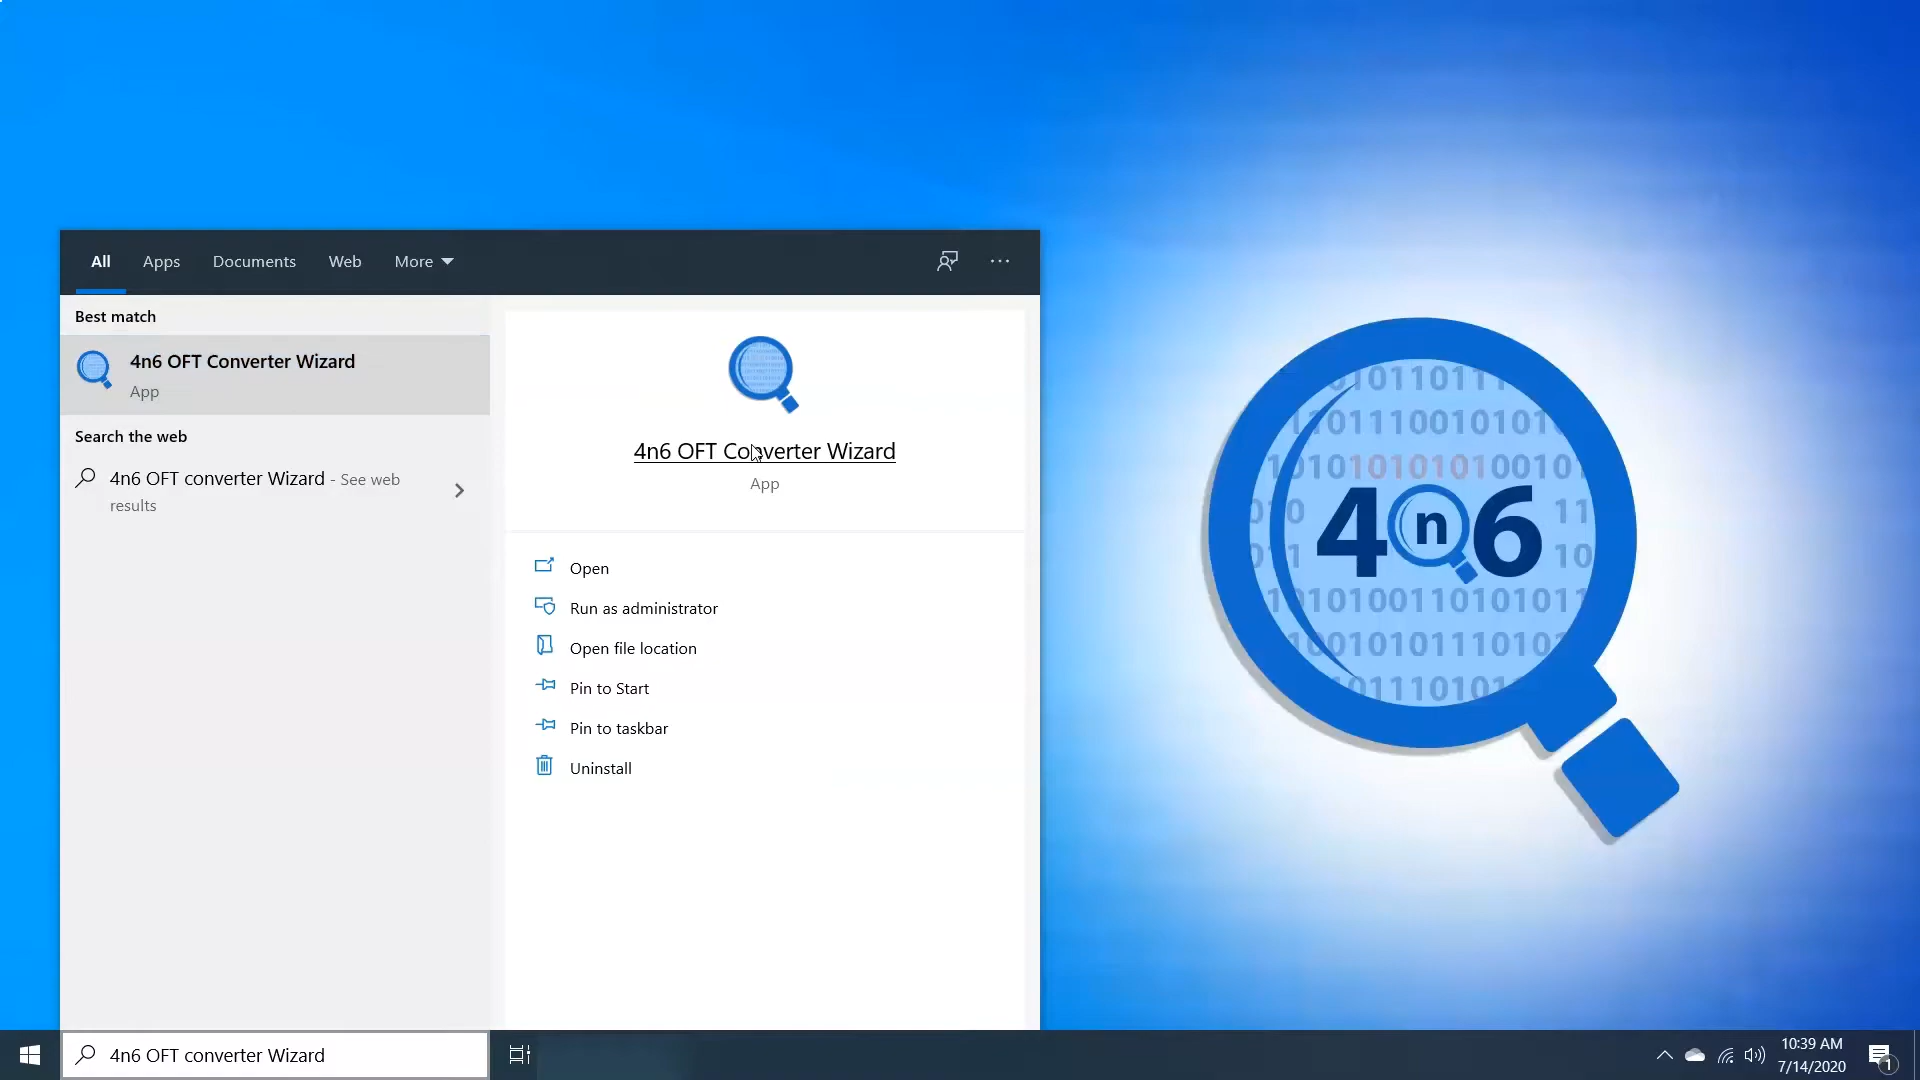 All
Apps
Documents
Web
More
Best match
4n6 OFT Converter Wizard
App
Search the web
4n6 OFT converter Wizard - See web
results
4n6 OFT Converter Wizard
App
Open
Run as administrator
Open file location
Pin to Start
Pin to taskbar
Uninstall
4n6
4n6 OFT converter Wizard
10:39 AM
7/14/2020
1